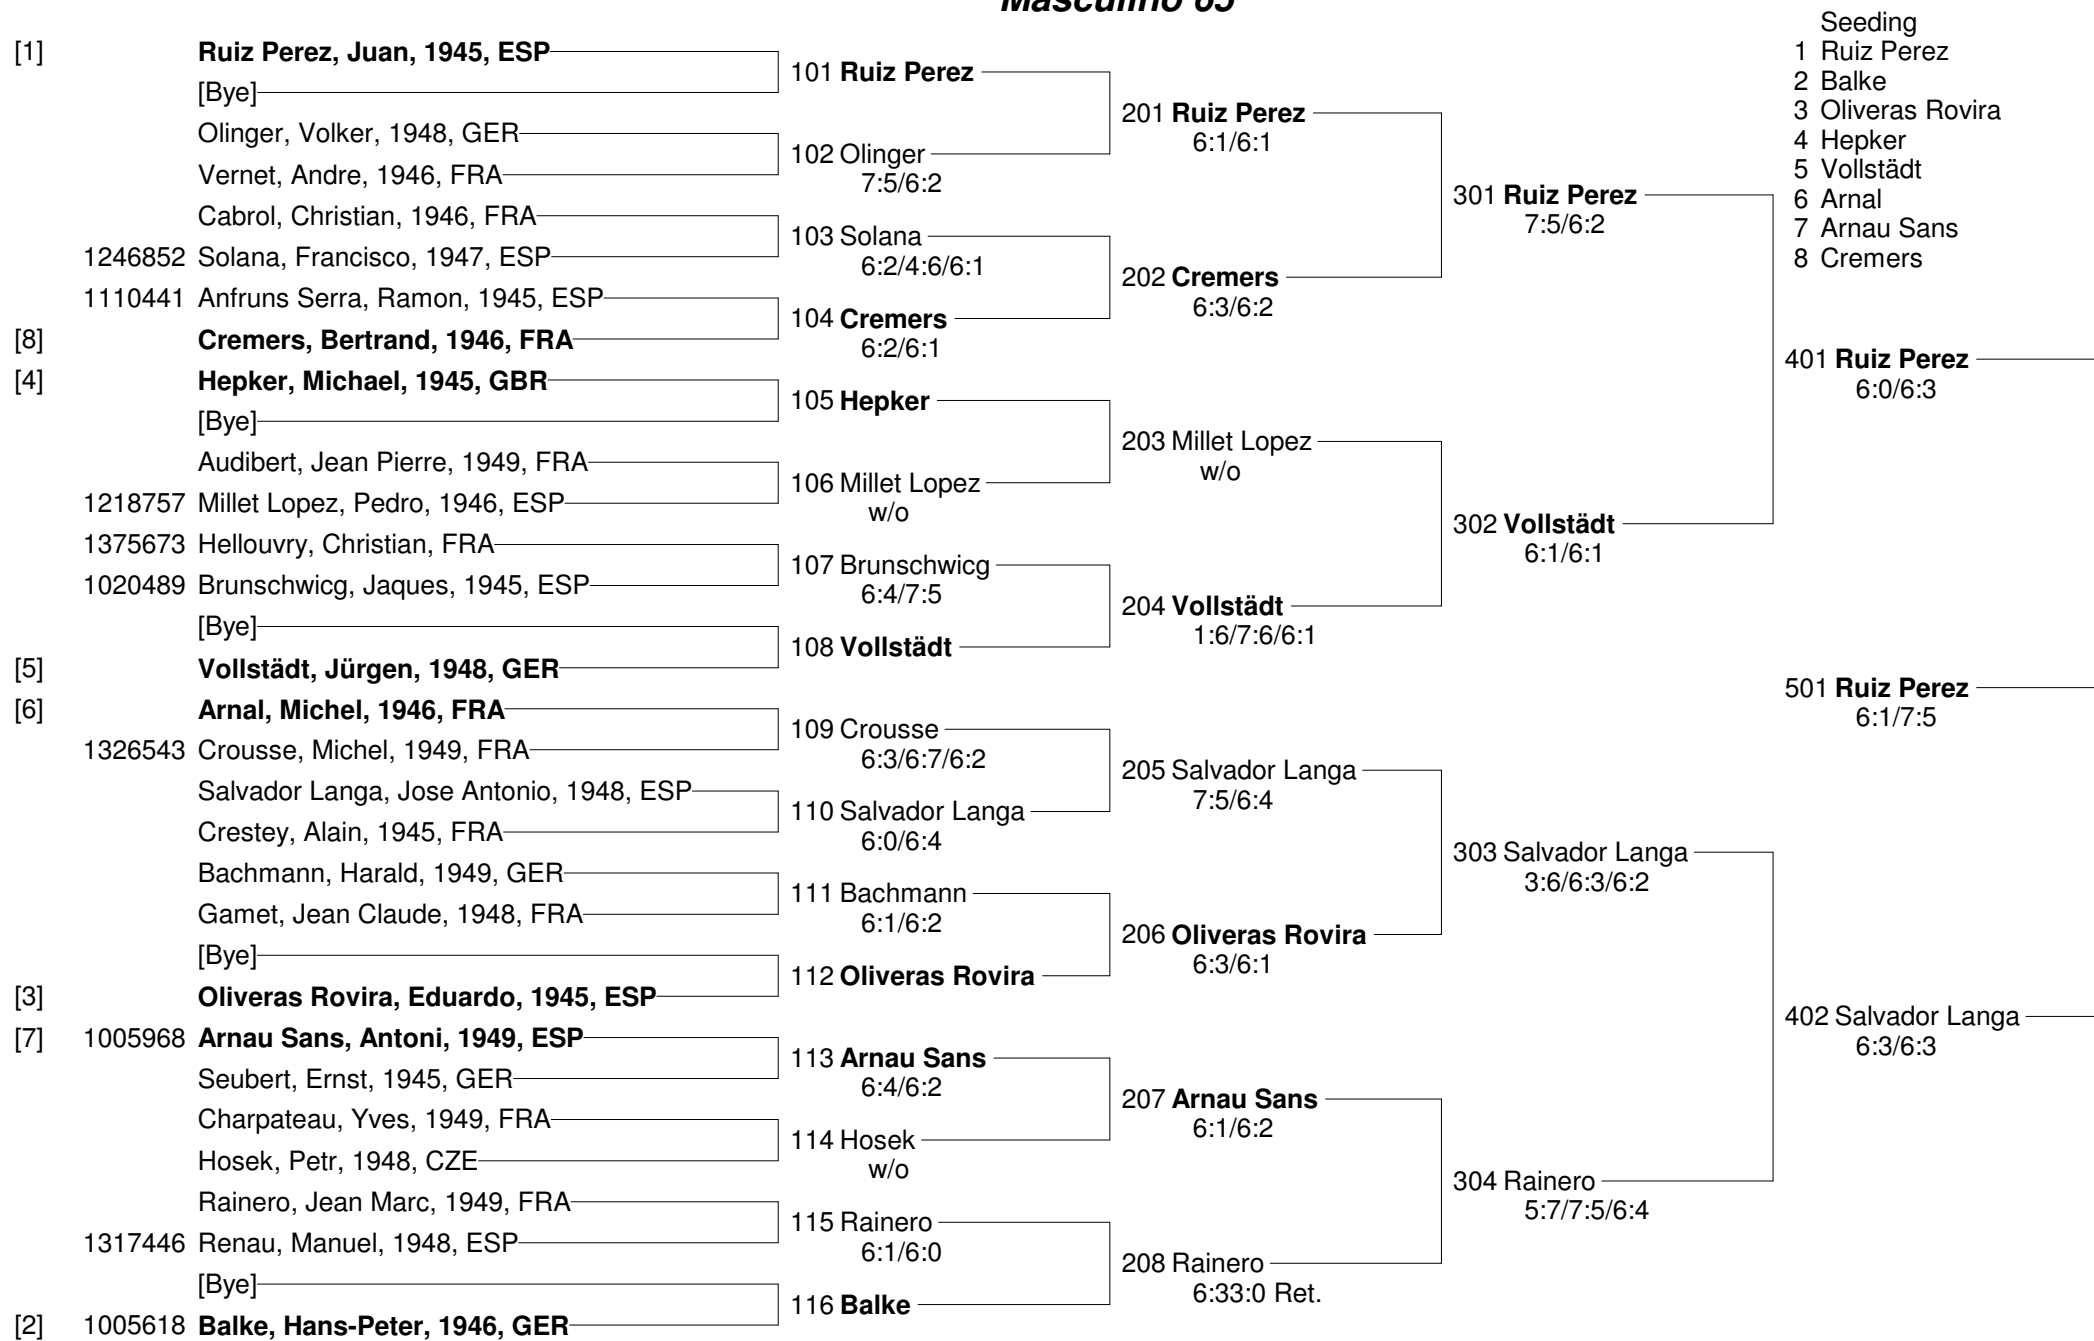 Masculino 65
Seeding
1 Ruiz Perez
2 Balke
3 Oliveras Rovira
4 Hepker
5 Vollstädt
6 Arnal
7 Arnau Sans
8 Cremers
[1] Ruiz Perez, Juan, 1945, ESP
[Bye]
Olinger, Volker, 1948, GER
Vernet, Andre, 1946, FRA
Cabrol, Christian, 1946, FRA
1246852 Solana, Francisco, 1947, ESP
1110441 Anfruns Serra, Ramon, 1945, ESP
[8] Cremers, Bertrand, 1946, FRA
[4] Hepker, Michael, 1945, GBR
[Bye]
Audibert, Jean Pierre, 1949, FRA
1218757 Millet Lopez, Pedro, 1946, ESP
1375673 Hellouvry, Christian, FRA
1020489 Brunschwicg, Jaques, 1945, ESP
[Bye]
[5] Vollstädt, Jürgen, 1948, GER
[6] Arnal, Michel, 1946, FRA
1326543 Crousse, Michel, 1949, FRA
Salvador Langa, Jose Antonio, 1948, ESP
Crestey, Alain, 1945, FRA
Bachmann, Harald, 1949, GER
Gamet, Jean Claude, 1948, FRA
[Bye]
[3] Oliveras Rovira, Eduardo, 1945, ESP
[7] 1005968 Arnau Sans, Antoni, 1949, ESP
Seubert, Ernst, 1945, GER
Charpateau, Yves, 1949, FRA
Hosek, Petr, 1948, CZE
Rainero, Jean Marc, 1949, FRA
1317446 Renau, Manuel, 1948, ESP
[Bye]
[2] 1005618 Balke, Hans-Peter, 1946, GER
101 Ruiz Perez
102 Olinger
7:5/6:2
103 Solana
6:2/4:6/6:1
104 Cremers
6:2/6:1
105 Hepker
106 Millet Lopez
w/o
107 Brunschwicg
6:4/7:5
108 Vollstädt
109 Crousse
6:3/6:7/6:2
110 Salvador Langa
6:0/6:4
111 Bachmann
6:1/6:2
112 Oliveras Rovira
113 Arnau Sans
6:4/6:2
114 Hosek
w/o
115 Rainero
6:1/6:0
116 Balke
201 Ruiz Perez
6:1/6:1
202 Cremers
6:3/6:2
203 Millet Lopez
w/o
204 Vollstädt
1:6/7:6/6:1
205 Salvador Langa
7:5/6:4
206 Oliveras Rovira
6:3/6:1
207 Arnau Sans
6:1/6:2
208 Rainero
6:33:0 Ret.
301 Ruiz Perez
7:5/6:2
302 Vollstädt
6:1/6:1
303 Salvador Langa
3:6/6:3/6:2
304 Rainero
5:7/7:5/6:4
401 Ruiz Perez
6:0/6:3
501 Ruiz Perez
6:1/7:5
402 Salvador Langa
6:3/6:3